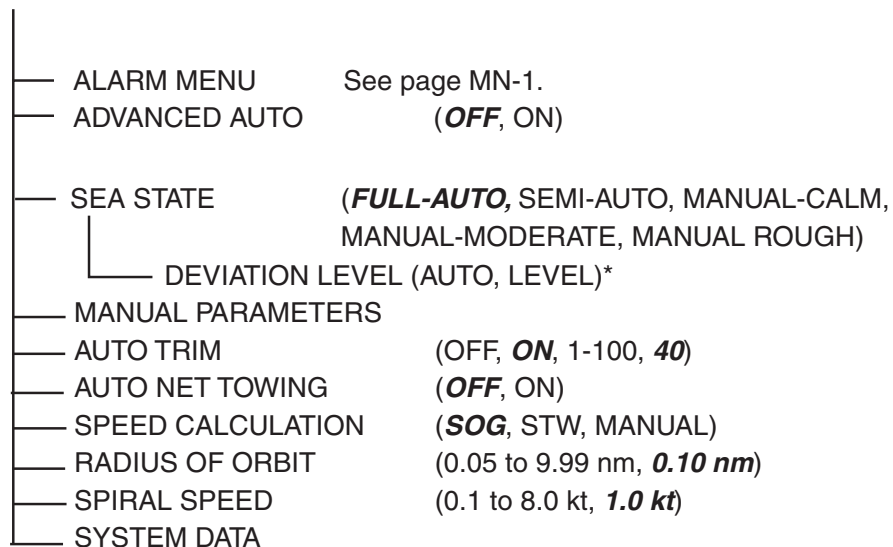 ALARM MENU See page MN-1.
ADVANCED AUTO (OFF, ON)
SEA STATE (FULL-AUTO, SEMI-AUTO, MANUAL-CALM,
MANUAL-MODERATE, MANUAL ROUGH)
DEVIATION LEVEL (AUTO, LEVEL)*
MANUAL PARAMETERS
AUTO TRIM (OFF, ON, 1-100, 40)
AUTO NET TOWING (OFF, ON)
SPEED CALCULATION (SOG, STW, MANUAL)
RADIUS OF ORBIT (0.05 to 9.99 nm, 0.10 nm)
SPIRAL SPEED (0.1 to 8.0 kt, 1.0 kt)
SYSTEM DATA